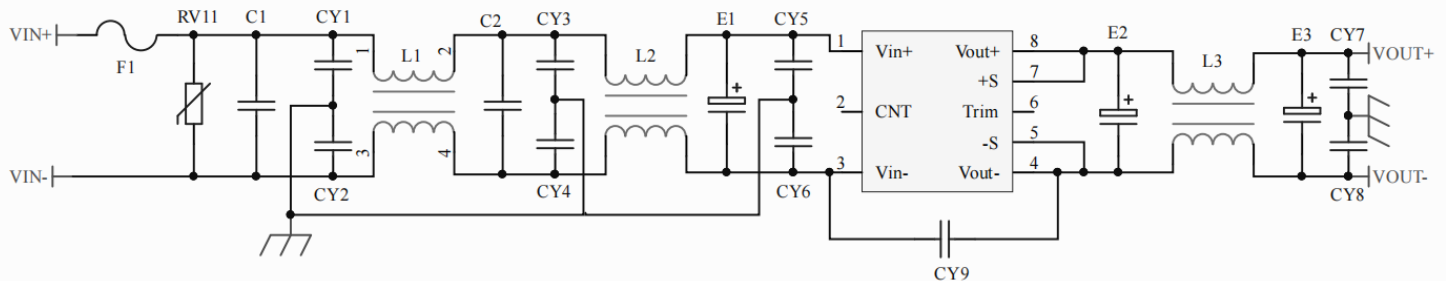 VIN+
F1
RV11
C1
CY1
1
L1
2
C2
CY3
L2
E1
CY5
1
Vin+
Vout+
8
E2
L3
E3
CY7
VOUT+
+S
7
2
CNT
Trim
6
+
+
+
-S
5
VIN-
CY2
3
4
CY4
CY6
3
Vin-
Vout-
4
CY8
VOUT-
CY9